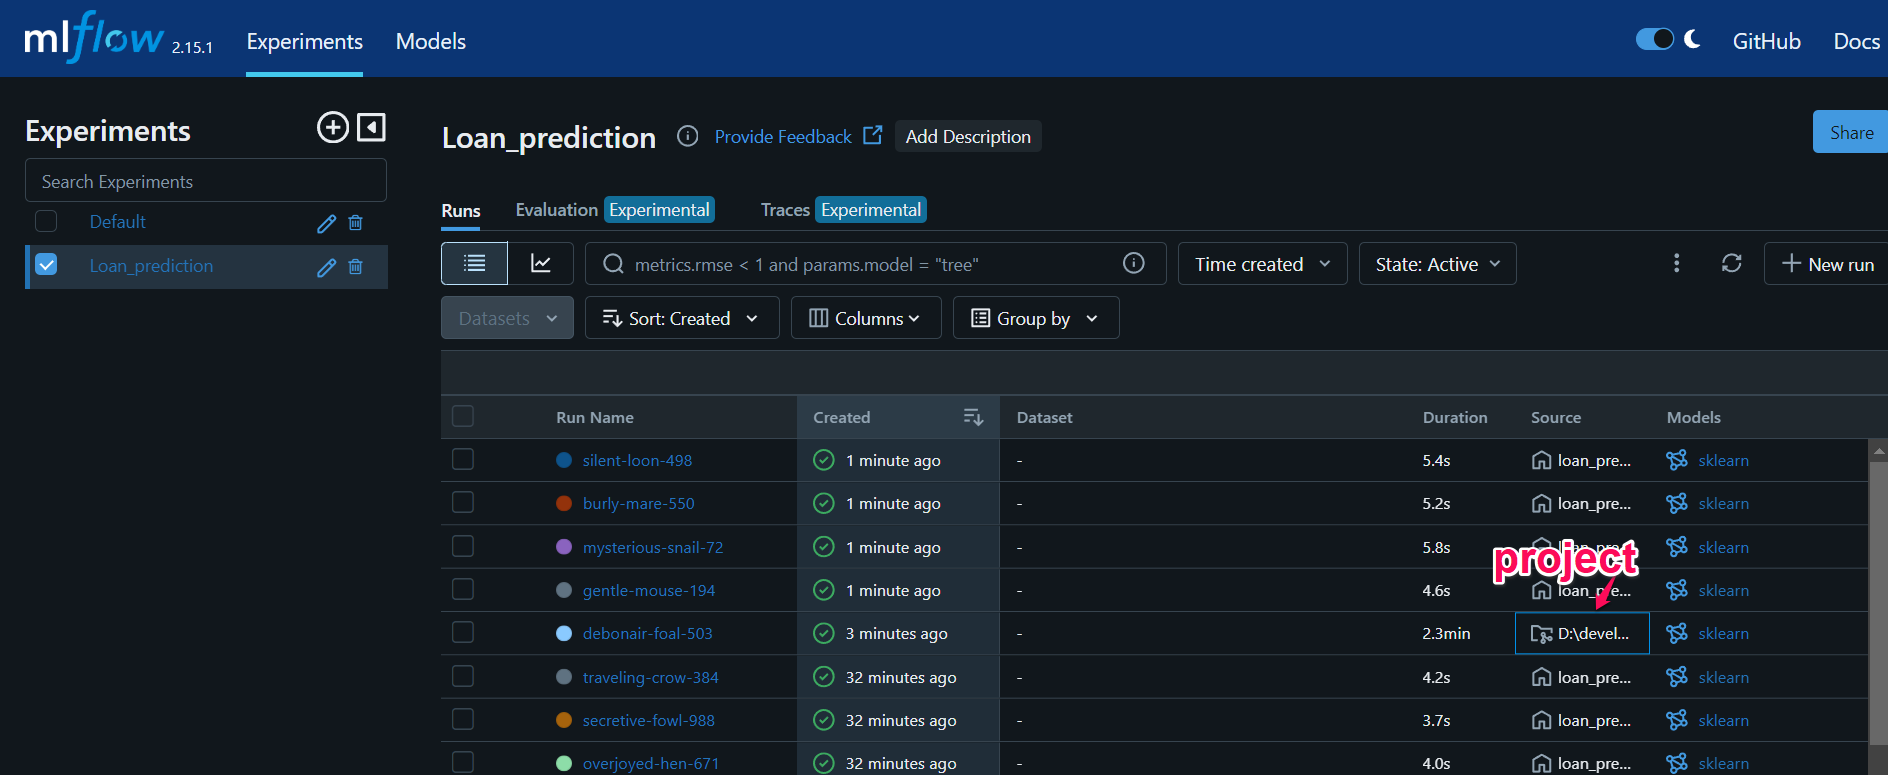 mlflow 2.15.1 Experiments Models GitHub Docs
Experiments
Search Experiments
Default
Loan_prediction
Loan_prediction Provide Feedback Add Description Share
Runs Evaluation Experimental Traces Experimental
metrics.rmse < 1 and params.model = "tree" Time created State: Active New run
Datasets Sort: Created Columns Group by
Run Name Created Dataset Duration Source Models
silent-loon-498 1 minute ago - 5.4s loan_pre... sklearn
burly-mare-550 1 minute ago - 5.2s loan_pre... sklearn
mysterious-snail-72 1 minute ago - 5.8s loan_pre... sklearn
project
gentle-mouse-194 1 minute ago - 4.6s loan_pre... sklearn
debonair-foal-503 3 minutes ago - 2.3min D:\devel... sklearn
traveling-crow-384 32 minutes ago - 4.2s loan_pre... sklearn
secretive-fowl-988 32 minutes ago - 3.7s loan_pre... sklearn
overjoyed-hen-671 32 minutes ago - 4.0s loan_pre... sklearn